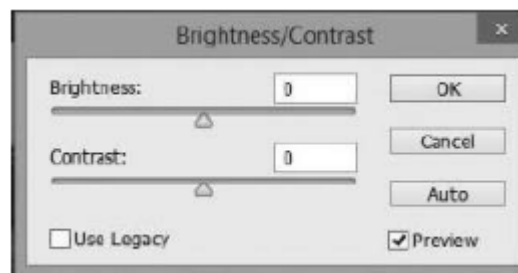 Brightness/Contrast
Brightness: 0
OK
Cancel
Contrast: 0
Auto
Use Legacy
Preview